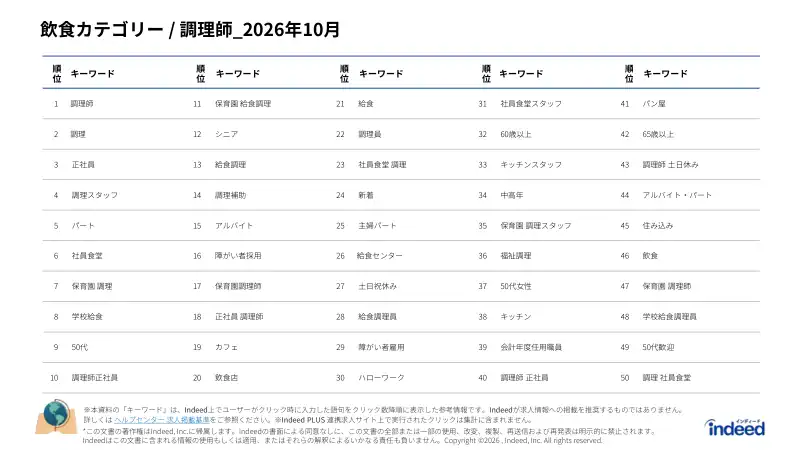 飲食カテゴリー / 調理師_2026年10月
順位 キーワード 順位 キーワード 順位 キーワード 順位 キーワード 順位 キーワード
1 調理師 11 保育園 給食調理 21 給食 31 社員食堂スタッフ 41 パン屋
2 調理 12 シニア 22 調理員 32 60歳以上 42 65歳以上
3 正社員 13 給食調理 23 社員食堂 調理 33 キッチンスタッフ 43 調理師 土日休み
4 調理スタッフ 14 調理補助 24 新着 34 中高年 44 アルバイト・パート
5 パート 15 アルバイト 25 主婦パート 35 保育園 調理スタッフ 45 住み込み
6 社員食堂 16 障がい者採用 26 給食センター 36 福祉調理 46 飲食
7 保育園 調理 17 保育園調理師 27 土日祝休み 37 50代女性 47 保育園 調理師
8 学校給食 18 正社員 調理師 28 給食調理員 38 キッチン 48 学校給食調理員
9 50代 19 カフェ 29 障がい者雇用 39 会計年度任用職員 49 50代歓迎
10 調理師正社員 20 飲食店 30 ハローワーク 40 調理師 正社員 50 調理 社員食堂
※本資料の「キーワード」は、Indeed上でユーザーがクリック時に入力した語句をクリック数降順に表示した参考情報です。Indeedが求人情報への掲載を推奨するものではありません。
詳しくは ヘルプセンター 求人掲載基準をご参照ください。※Indeed PLUS 連携求人サイト上で実行されたクリックは集計に含まれません。
*この文書の著作権はIndeed, Inc.に帰属します。Indeedの書面による同意なしに、この文書の全部または一部の使用、改変、複製、再送信および再発表は明示的に禁止されます。
Indeedはこの文書に含まれる情報の使用もしくは適用、またはそれらの解釈によるいかなる責任も負いません。Copyright ©2026 , Indeed, Inc. All rights reserved.
インディード
indeed